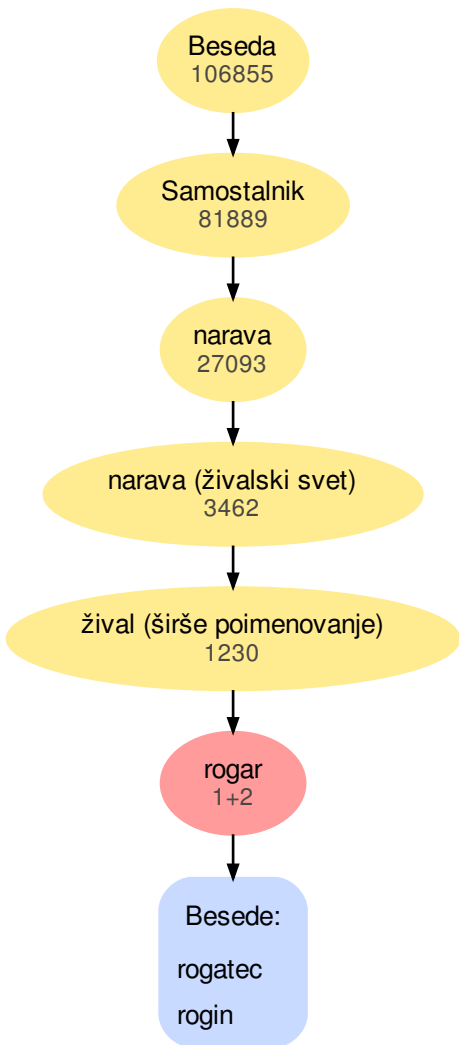 Beseda
106855
Samostalnik
81889
narava
27093
narava (živalski svet)
3462
žival (širše poimenovanje)
1230
rogar
1+2
Besede:
rogatec
rogin